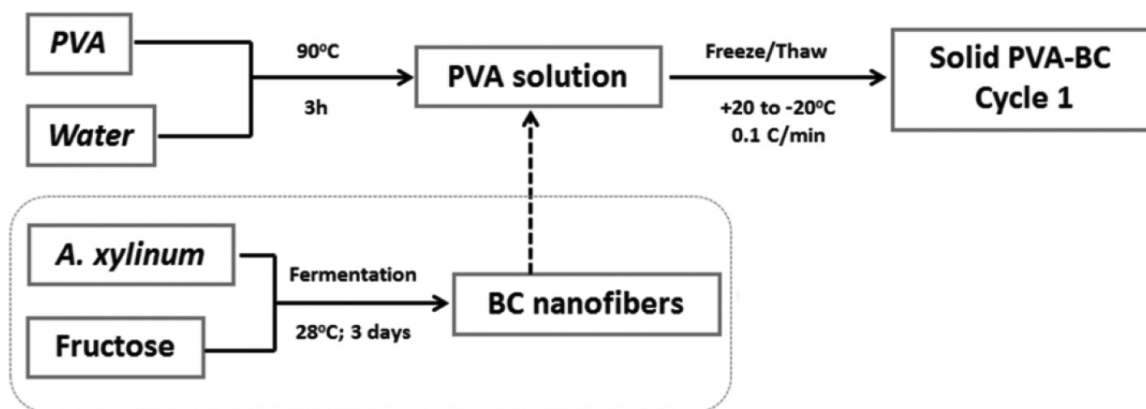 PVA
90°C
Freeze/Thaw
Solid PVA-BC
Cycle 1
PVA solution
Water
3h
+20 to -20°C
0.1 C/min
A. xylinum
Fermentation
BC nanofibers
Fructose
28°C; 3 days